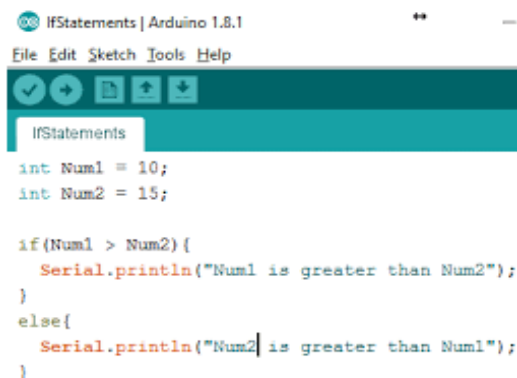 IfStatements | Arduino 1.8.1
File Edit Sketch Tools Help
IfStatements
int Num1 = 10;
int Num2 = 15;
if(Num1 > Num2){
Serial.println("Num1 is greater than Num2");
}
else{
Serial.println("Num2 is greater than Num1");
}